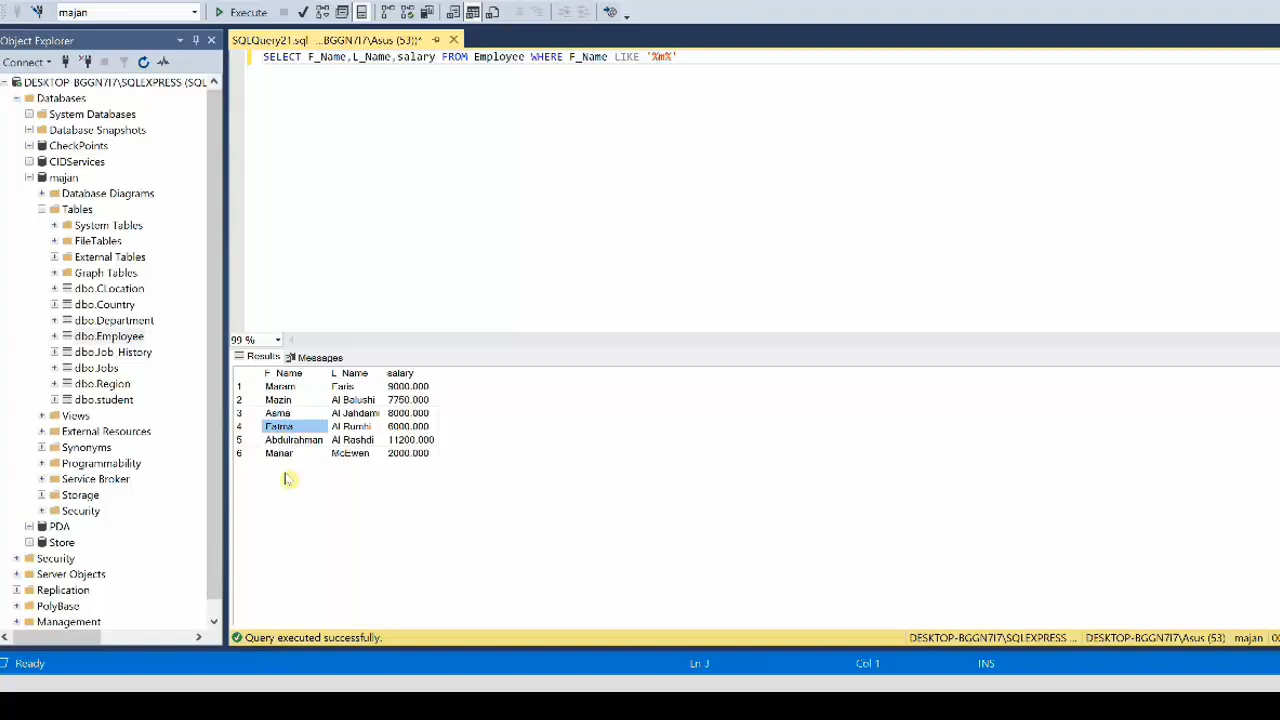 majan
Execute
Object Explorer
SQLQuery21.sql ...BGGN7I7\Asus (53))*
SELECT F_Name,L_Name,salary FROM Employee WHERE F_Name LIKE '%m%'
Connect
DESKTOP-BGGN7I7\SQLEXPRESS (SQL
Databases
System Databases
Database Snapshots
CheckPoints
CIDServices
majan
Database Diagrams
Tables
System Tables
FileTables
External Tables
Graph Tables
dbo.CLocation
dbo.Country
dbo.Department
dbo.Employee
dbo.Job_History
dbo.Jobs
dbo.Region
dbo.student
Views
External Resources
Synonyms
Programmability
Service Broker
Storage
Security
PDA
Store
Security
Server Objects
Replication
PolyBase
Management
99 %
Results Messages
F_Name L_Name salary
1 Maram Faris 9000.000
2 Mazin Al Balushi 7750.000
3 Asma Al Jahdami 8000.000
4 Fatma Al Rumhi 6000.000
5 Abdulrahman Al Rashdi 11200.000
6 Manar McEwen 2000.000
Query executed successfully.
DESKTOP-BGGN7I7\SQLEXPRESS ... DESKTOP-BGGN7I7\Asus (53) majan 00
Ready Ln 3 Col 1 INS